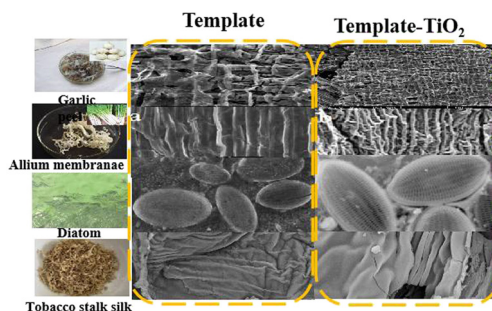 Template
Template-TiO₂
Garlic
peel
a
Allium membranae
Diatom
Tobacco stalk silk